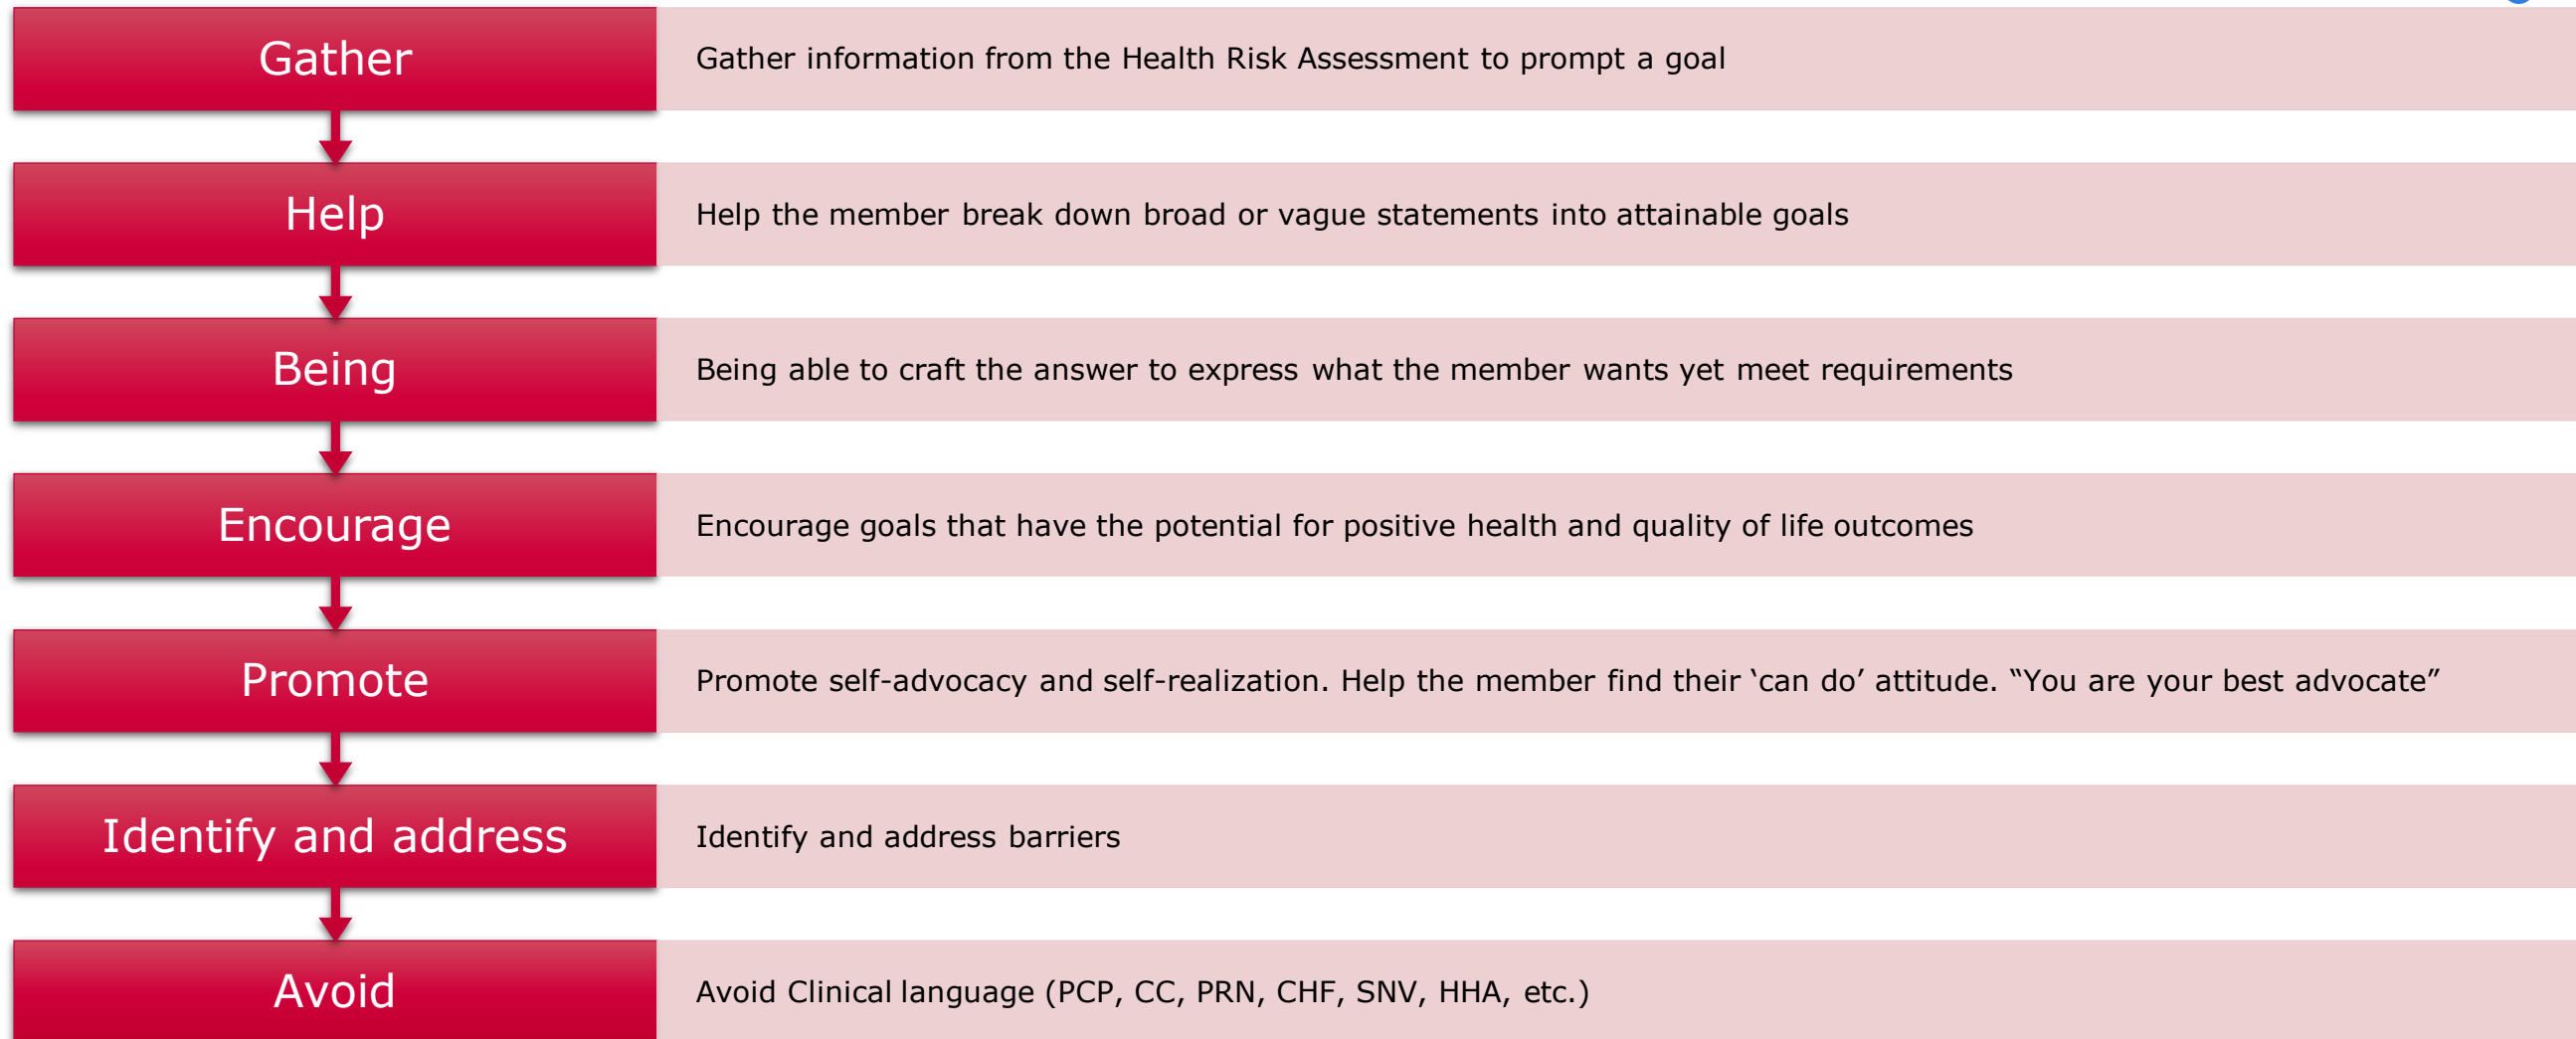 Gather
Gather information from the Health Risk Assessment to prompt a goal
Help
Help the member break down broad or vague statements into attainable goals
Being
Being able to craft the answer to express what the member wants yet meet requirements
Encourage
Encourage goals that have the potential for positive health and quality of life outcomes
Promote
Promote self-advocacy and self-realization. Help the member find their ‘can do’ attitude. “You are your best advocate”
Identify and address
Identify and address barriers
Avoid
Avoid Clinical language (PCP, CC, PRN, CHF, SNV, HHA, etc.)